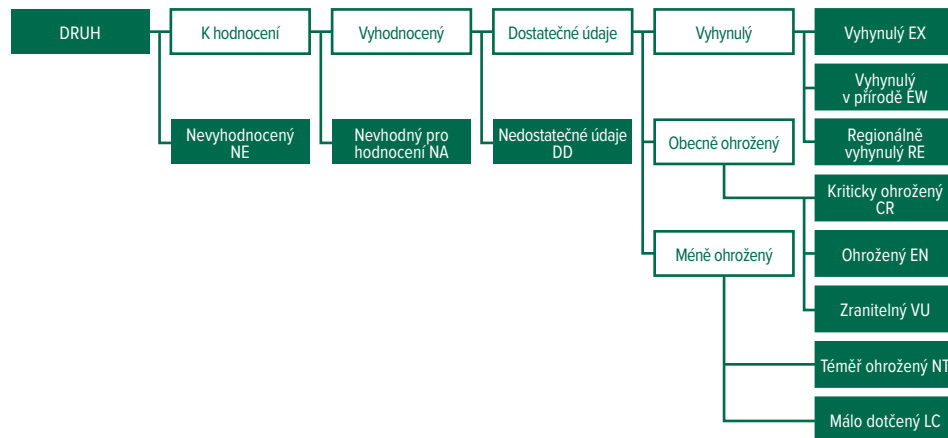 DRUH
K hodnocení
Vyhodnocený
Dostatečné údaje
Vyhynulý
Vyhynulý EX
Vyhynulý
v přírodě EW
Nevyhodnocený
NE
Nevhodný pro
hodnocení NA
Nedostatečné údaje
DD
Obecně ohrožený
Regionálně
vyhynulý RE
Kriticky ohrožený
CR
Méně ohrožený
Ohrožený EN
Zranitelný VU
Téměř ohrožený NT
Málo dotčený LC